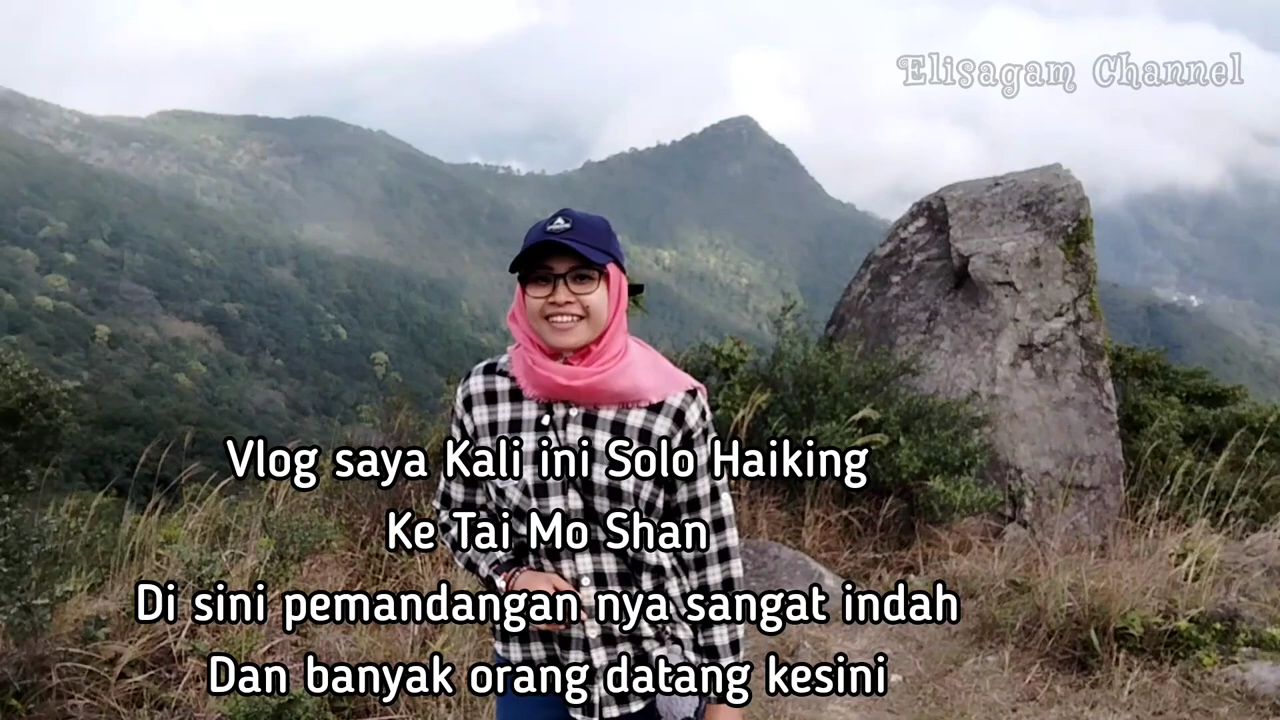 Elisagam Channel
Vlog saya Kali ini Solo Haiking
Ke Tai Mo Shan
Di sini pemandangan nya sangat indah
Dan banyak orang datang kesini